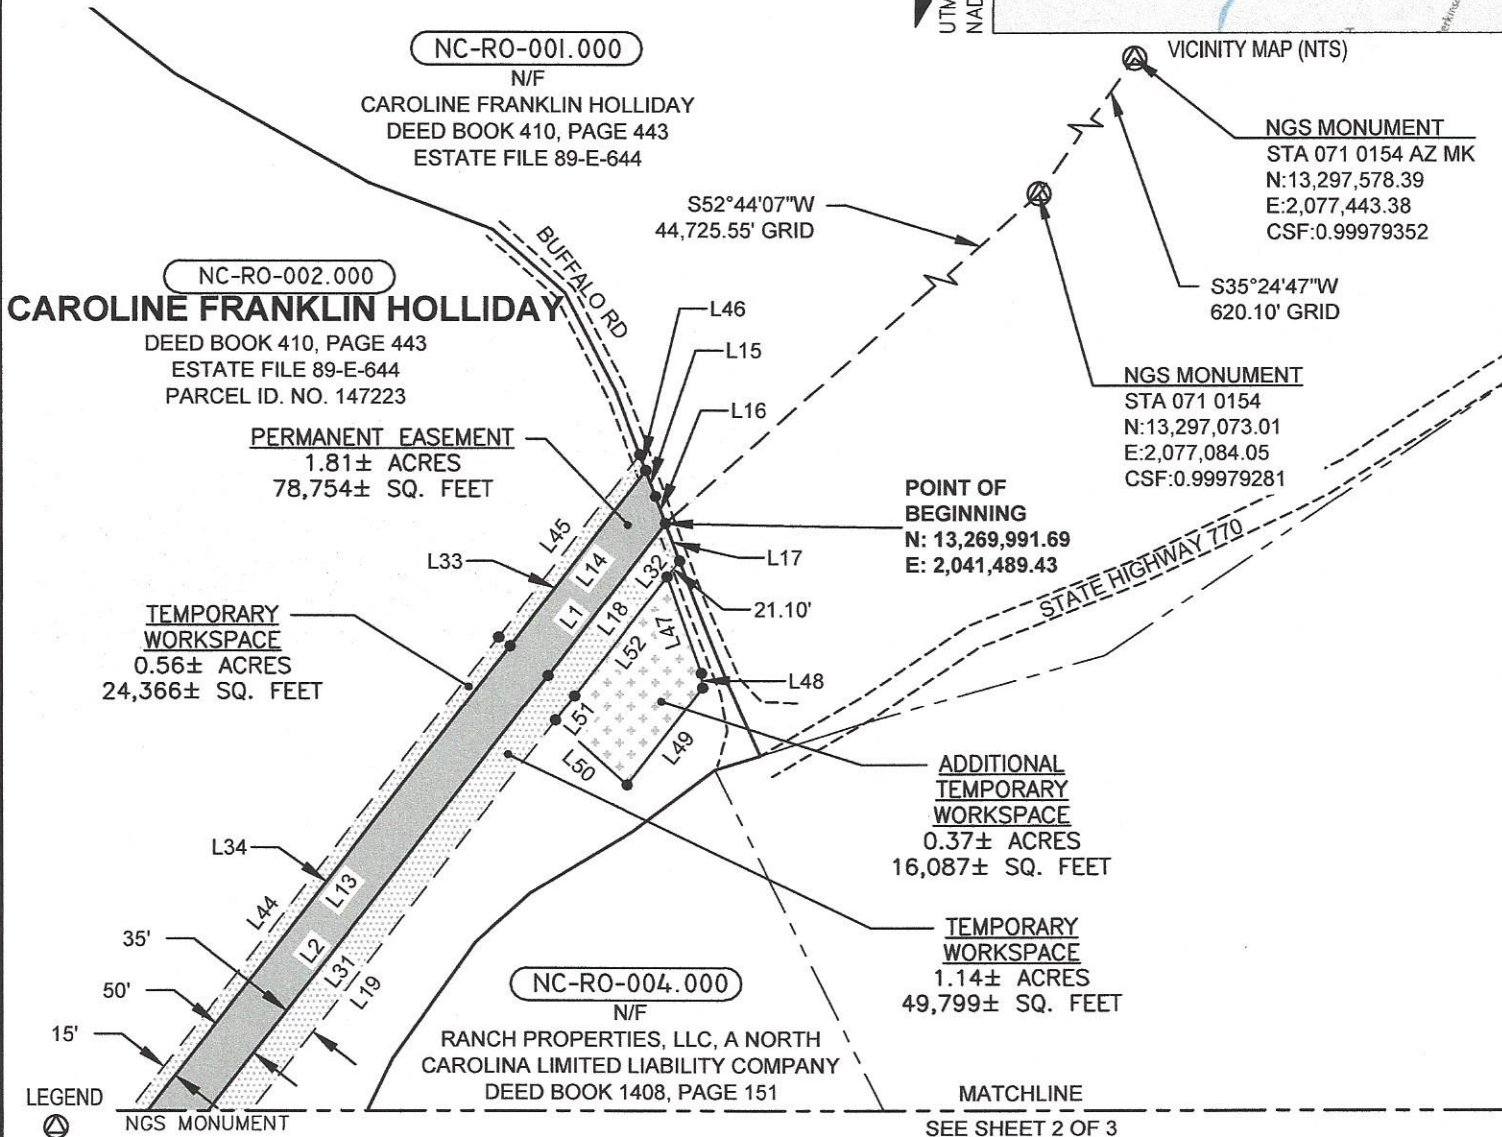 UTM
NAD
VICINITY MAP (NTS)
NC-RO-001.000
N/F
CAROLINE FRANKLIN HOLLIDAY
DEED BOOK 410, PAGE 443
ESTATE FILE 89-E-644
NGS MONUMENT
STA 071 0154 AZ MK
N:13,297,578.39
E:2,077,443.38
CSF:0.99979352
S52°44'07"W
44,725.55' GRID
S35°24'47"W
620.10' GRID
NC-RO-002.000
CAROLINE FRANKLIN HOLLIDAY
DEED BOOK 410, PAGE 443
ESTATE FILE 89-E-644
PARCEL ID. NO. 147223
BUFFALO RD
L46
L15
L16
NGS MONUMENT
STA 071 0154
N:13,297,073.01
E:2,077,084.05
CSF:0.99979281
PERMANENT EASEMENT
1.81± ACRES
78,754± SQ. FEET
POINT OF
BEGINNING
N: 13,269,991.69
E: 2,041,489.43
L45
L33
L14
L32
L17
STATE HIGHWAY 770
TEMPORARY
WORKSPACE
0.56± ACRES
24,366± SQ. FEET
L1
L18
21.10'
L52
L47
L48
L51
L49
L50
ADDITIONAL
TEMPORARY
WORKSPACE
0.37± ACRES
16,087± SQ. FEET
L34
L13
L44
35'
L2
L31
L19
50'
15'
TEMPORARY
WORKSPACE
1.14± ACRES
49,799± SQ. FEET
NC-RO-004.000
N/F
RANCH PROPERTIES, LLC, A NORTH
CAROLINA LIMITED LIABILITY COMPANY
DEED BOOK 1408, PAGE 151
LEGEND
MATCHLINE
NGS MONUMENT
SEE SHEET 2 OF 3